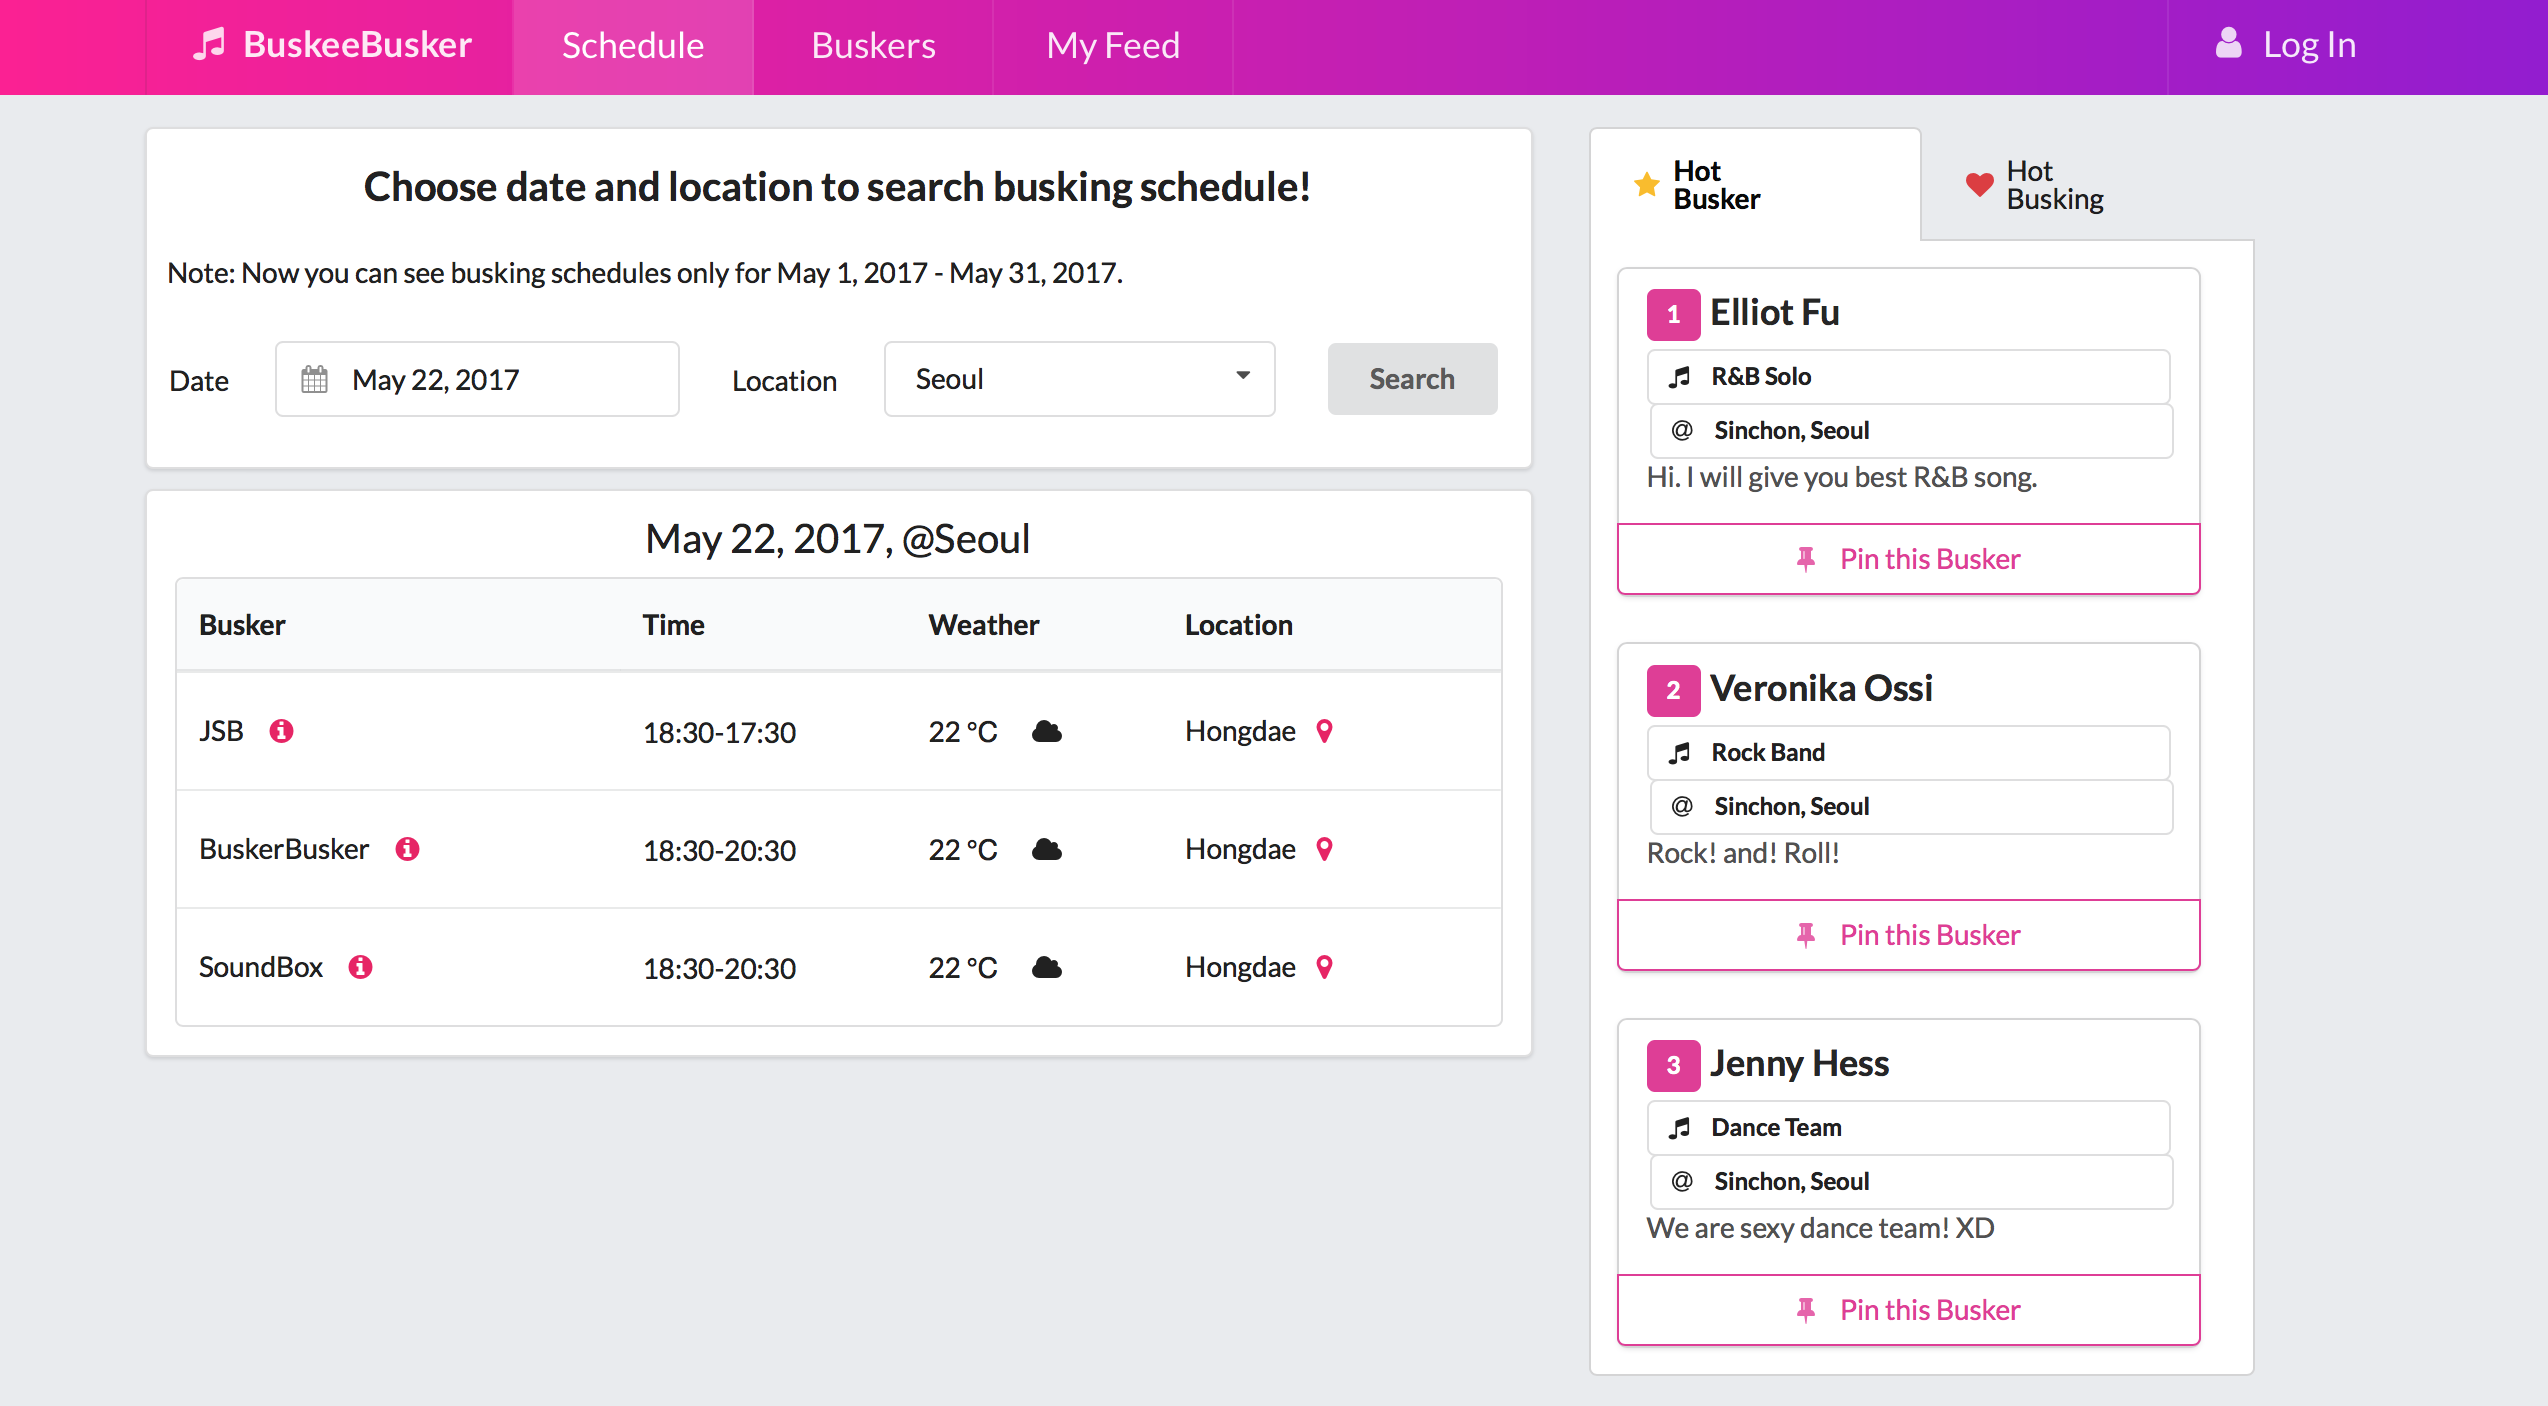 BuskeeBusker Schedule Buskers My Feed Log In
Choose date and location to search busking schedule!
Note: Now you can see busking schedules only for May 1, 2017 - May 31, 2017.
Date May 22, 2017 Location Seoul Search
May 22, 2017, @Seoul
Busker Time Weather Location
JSB 18:30-17:30 22 °C Hongdae
BuskerBusker 18:30-20:30 22 °C Hongdae
SoundBox 18:30-20:30 22 °C Hongdae
Hot
Busker
Hot
Busking
1 Elliot Fu
R&B Solo
@ Sinchon, Seoul
Hi. I will give you best R&B song.
Pin this Busker
2 Veronika Ossi
Rock Band
@ Sinchon, Seoul
Rock! and! Roll!
Pin this Busker
3 Jenny Hess
Dance Team
@ Sinchon, Seoul
We are sexy dance team! XD
Pin this Busker